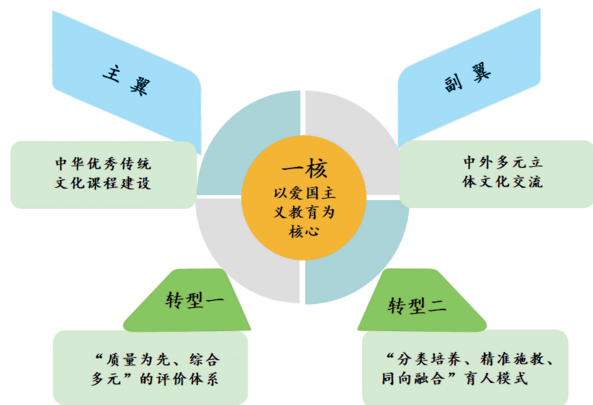 主翼
副翼
中华优秀传统
文化课程建设
一核
以爱国主
义教育为
核心
中外多元立
体文化交流
转型一
转型二
“质量为先、综合
多元”的评价体系
“分类培养、精准施教、
同向融合”育人模式